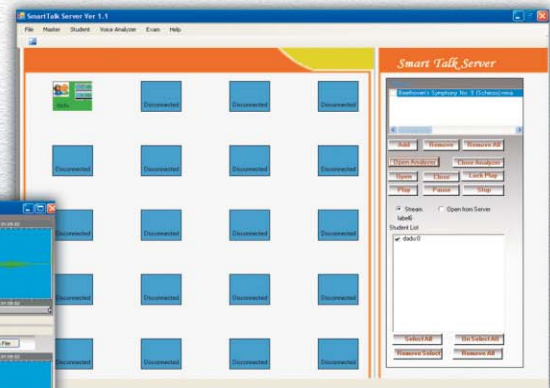 SmartTalk Server Ver 1.1
File Master Student Voice Analyzer Exam Help
Smart Talk Server
dadu
Disconnected Disconnected Disconnected
Disconnected Disconnected Disconnected Disconnected
Disconnected Disconnected Disconnected Disconnected
Disconnected Disconnected Disconnected Disconnected
Disconnected Disconnected Disconnected Disconnected
Beethoven's Symphony No. 9 (Scherzo).wma
Add Remove Remove All
Open Analyzer Close Analyzer
Open Close Lock Play
Play Pause Stop
Stream Open from Server
label6
Student List
dadu0
Select All Un Select All
Remove Select Remove All
File